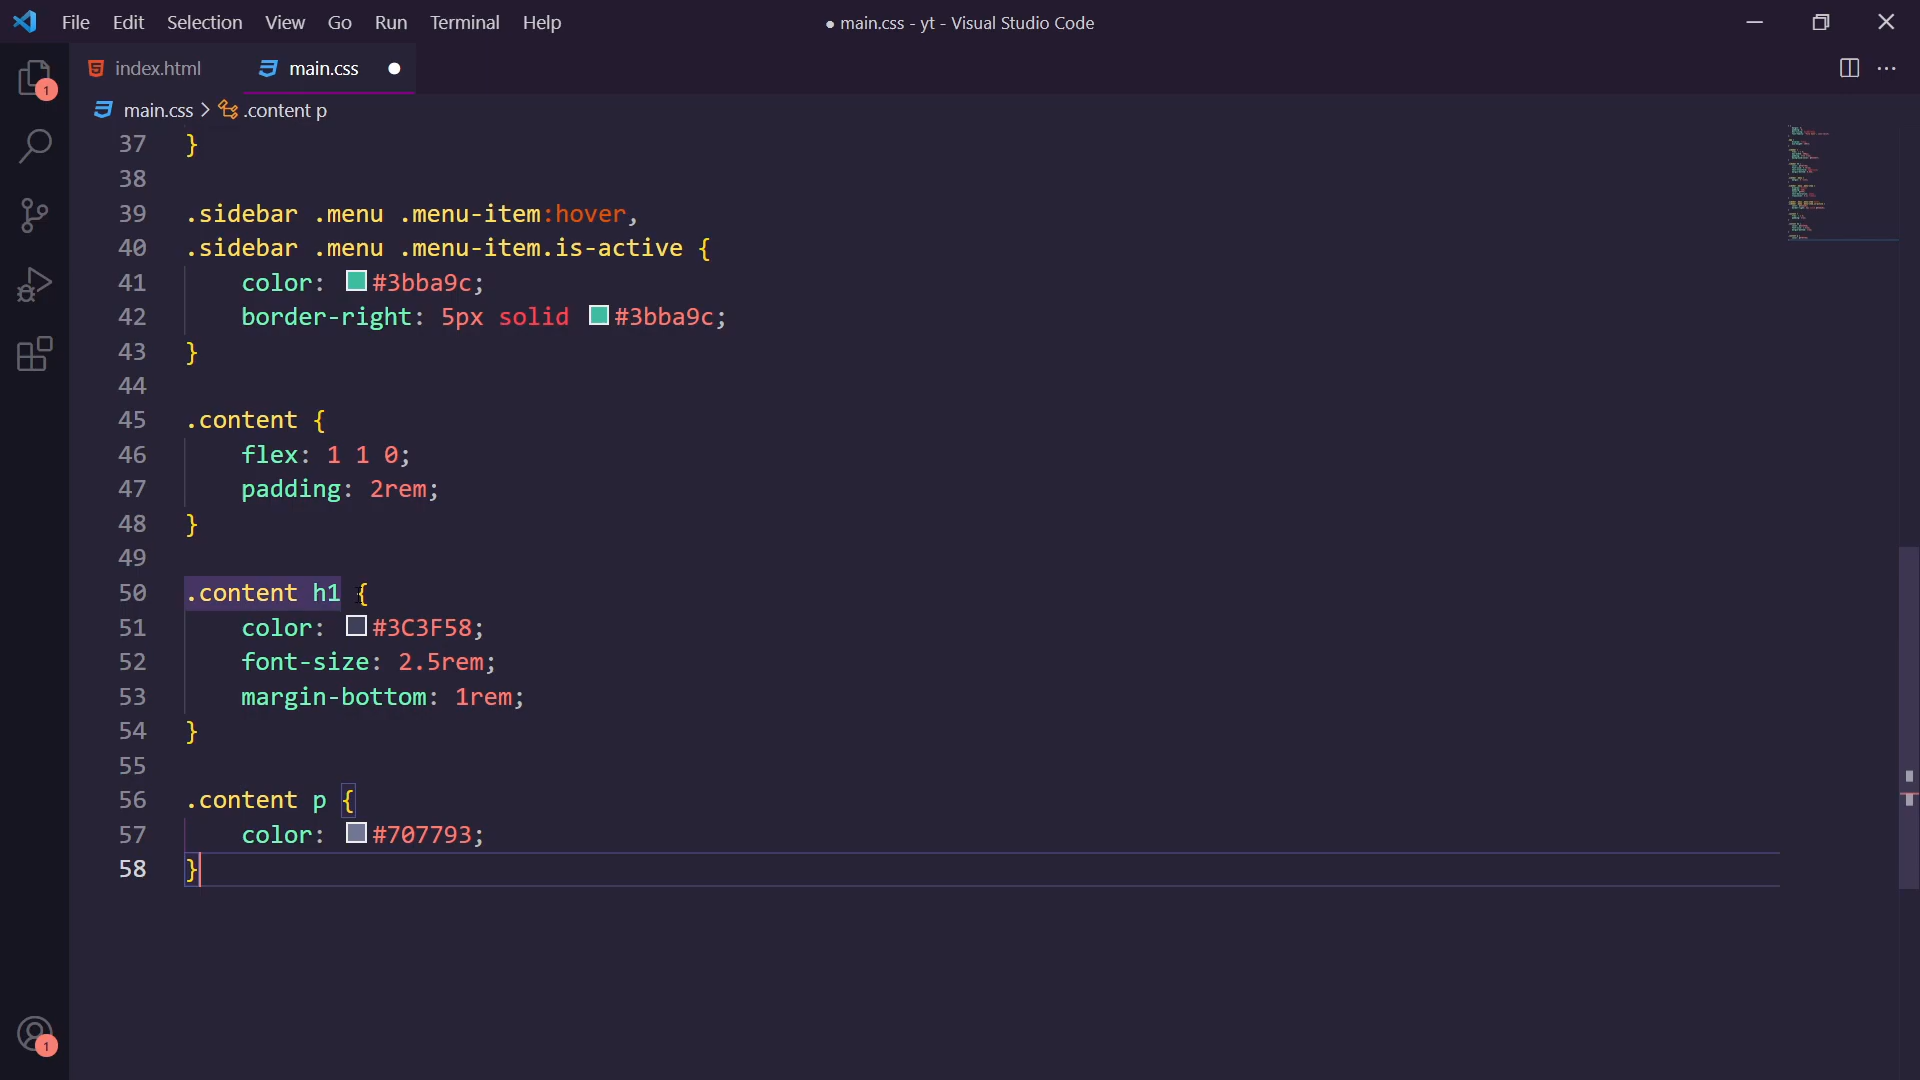 File Edit Selection View Go Run Terminal Help
● main.css - yt - Visual Studio Code
index.html main.css ●
main.css > .content p
37 }
38
39 .sidebar .menu .menu-item:hover,
40 .sidebar .menu .menu-item.is-active {
41 color: #3bba9c;
42 border-right: 5px solid #3bba9c;
43 }
44
45 .content {
46 flex: 1 1 0;
47 padding: 2rem;
48 }
49
50 .content h1 {
51 color: #3C3F58;
52 font-size: 2.5rem;
53 margin-bottom: 1rem;
54 }
55
56 .content p {
57 color: #707793;
58 }
1
1